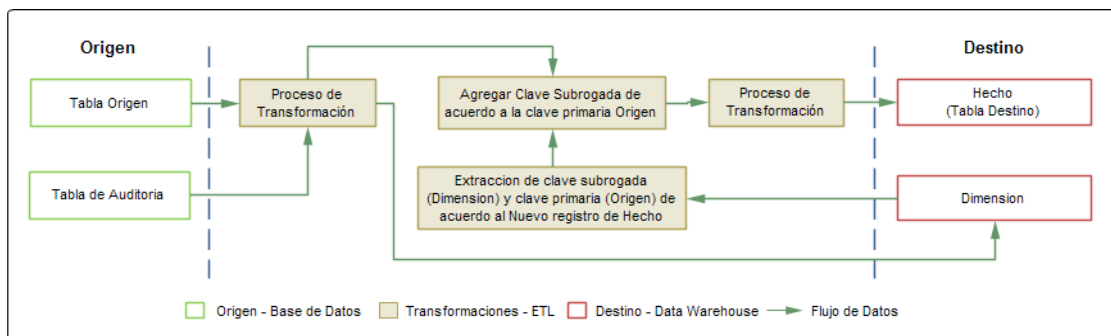 Origen
Destino
Tabla Origen
Proceso de
Transformación
Agregar Clave Subrogada de
acuerdo a la clave primaria Origen
Proceso de
Transformación
Hecho
(Tabla Destino)
Tabla de Auditoria
Extraccion de clave subrogada
(Dimension) y clave primaria (Origen) de
acuerdo al Nuevo registro de Hecho
Dimension
Origen - Base de Datos
Transformaciones - ETL
Destino - Data Warehouse
Flujo de Datos